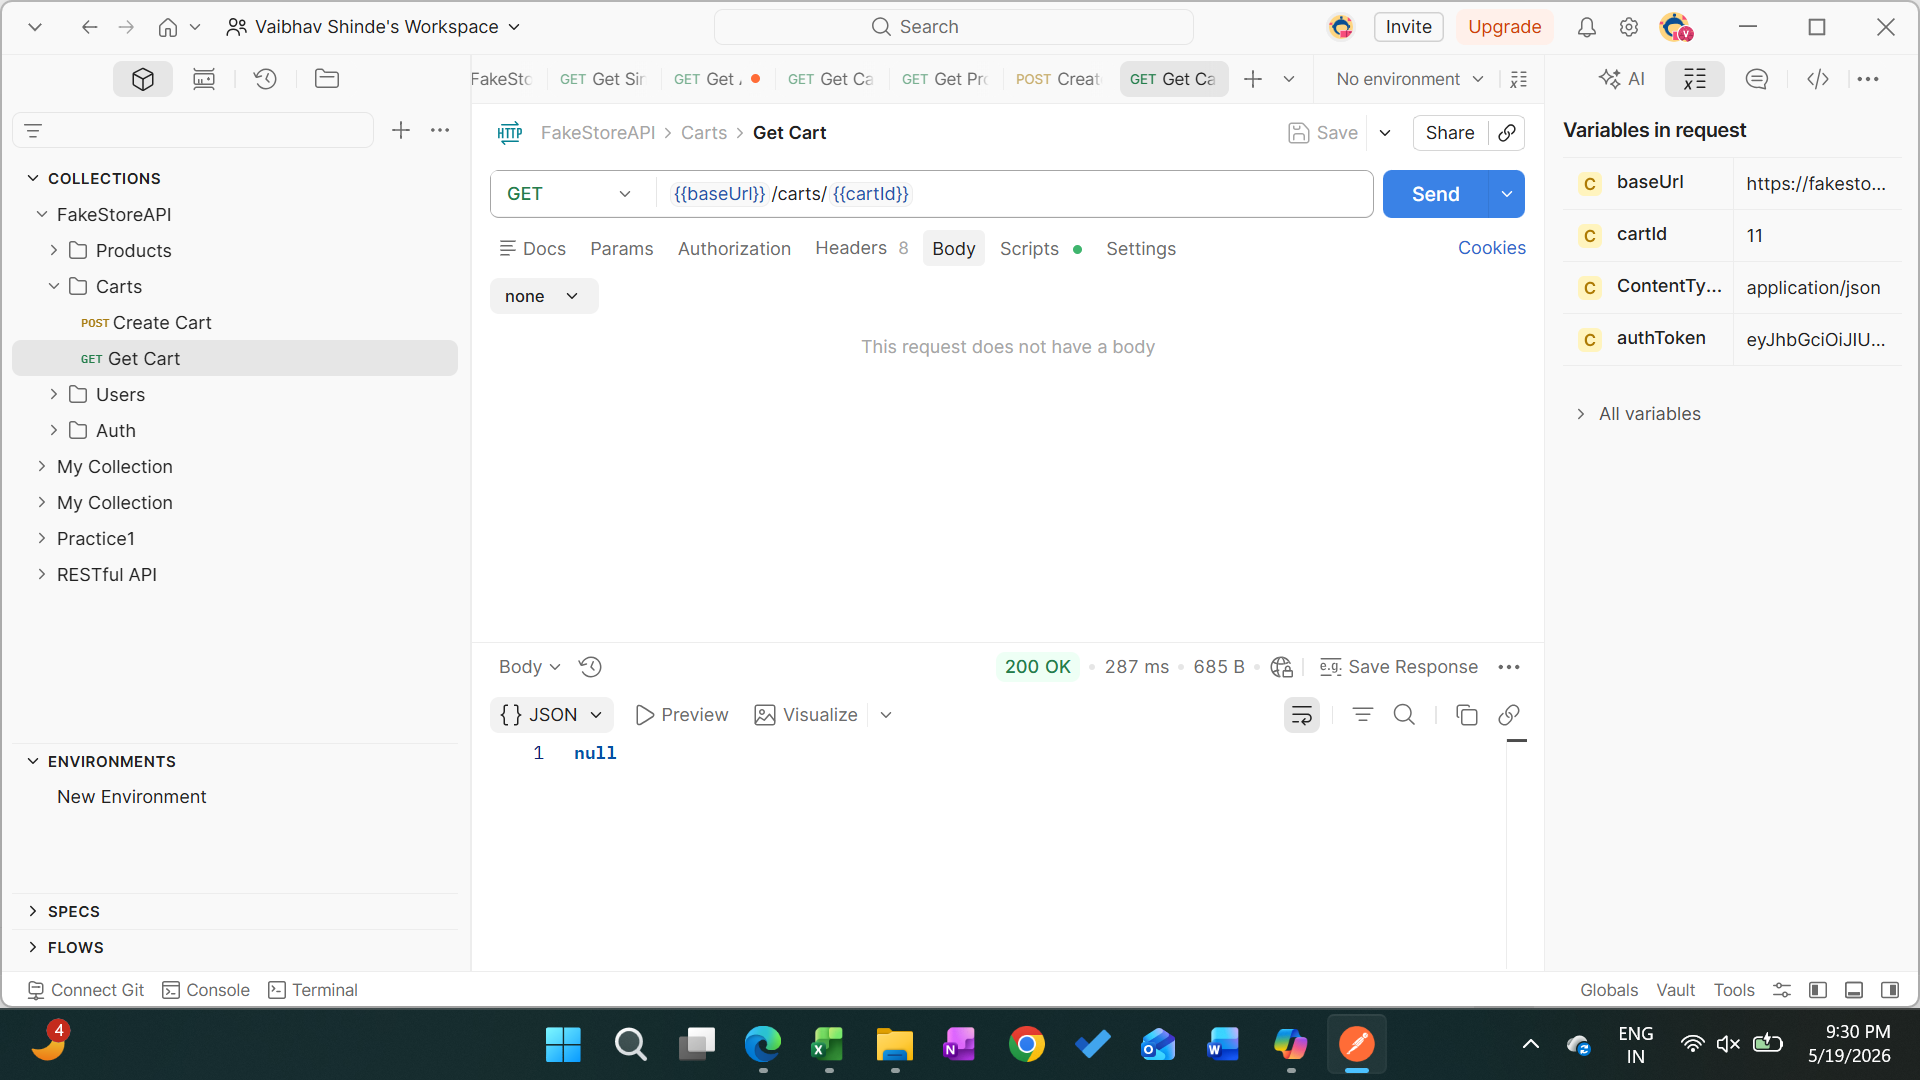 Vaibhav Shinde's Workspace
Search
Invite
Upgrade
V
FakeSto
GET Get Sir
GET Get
GET Get Ca
GET Get Pr
POST Creat
GET Get Ca
No environment
AI
HTTP FakeStoreAPI > Carts > Get Cart
Save
Share
Variables in request
COLLECTIONS
FakeStoreAPI
Products
Carts
POST Create Cart
GET Get Cart
Users
Auth
My Collection
My Collection
Practice1
RESTful API
GET
{{baseUrl}} /carts/ {{cartId}}
Send
Docs
Params
Authorization
Headers 8
Body
Scripts
Settings
Cookies
none
This request does not have a body
C baseUrl https://fakesto...
C cartId 11
C ContentTy... application/json
C authToken eyJhbGciOiJIU...
All variables
Body
200 OK
287 ms
685 B
e.g. Save Response
{} JSON
Preview
Visualize
1 null
ENVIRONMENTS
New Environment
SPECS
FLOWS
Connect Git
Console
Terminal
Globals
Vault
Tools
4
ENG
IN
9:30 PM
5/19/2026